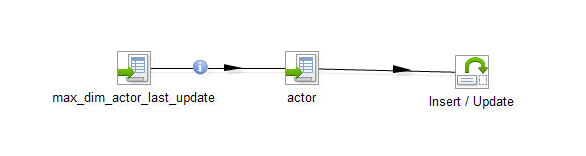 max_dim_actor_last_update
actor
Insert / Update